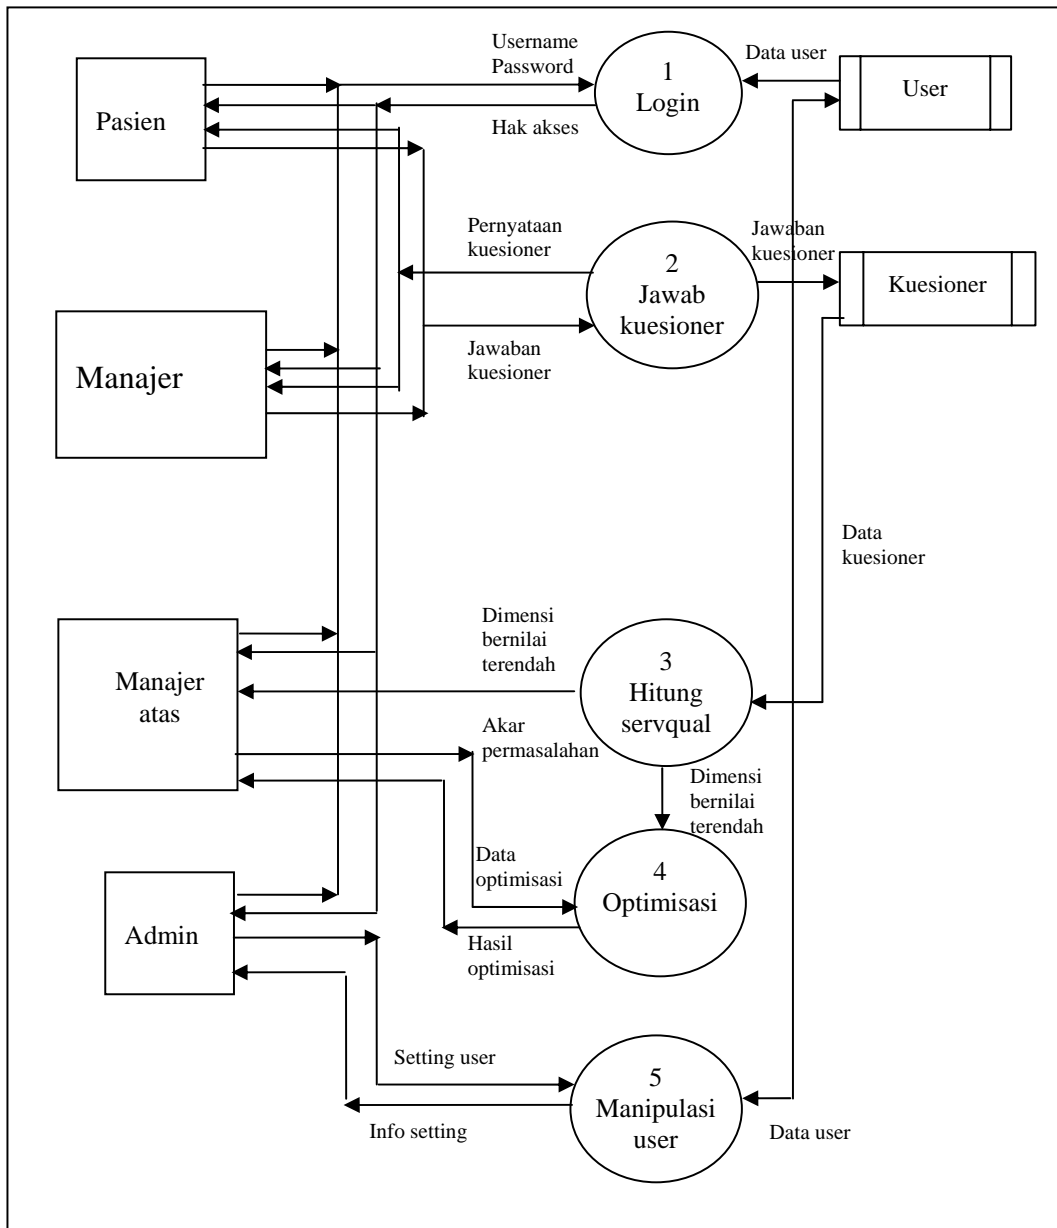 Username
Password
Data user
1
Login
User
Pasien
Hak akses
Pernyataan
kuesioner
Jawaban
kuesioner
2
Jawab
kuesioner
Kuesioner
Manajer
Jawaban
kuesioner
Data
kuesioner
Dimensi
bernilai
terendah
3
Hitung
servqual
Manajer
atas
Akar
permasalahan
Dimensi
bernilai
terendah
Data
optimisasi
4
Optimisasi
Admin
Hasil
optimisasi
Setting user
5
Manipulasi
user
Info setting
Data user